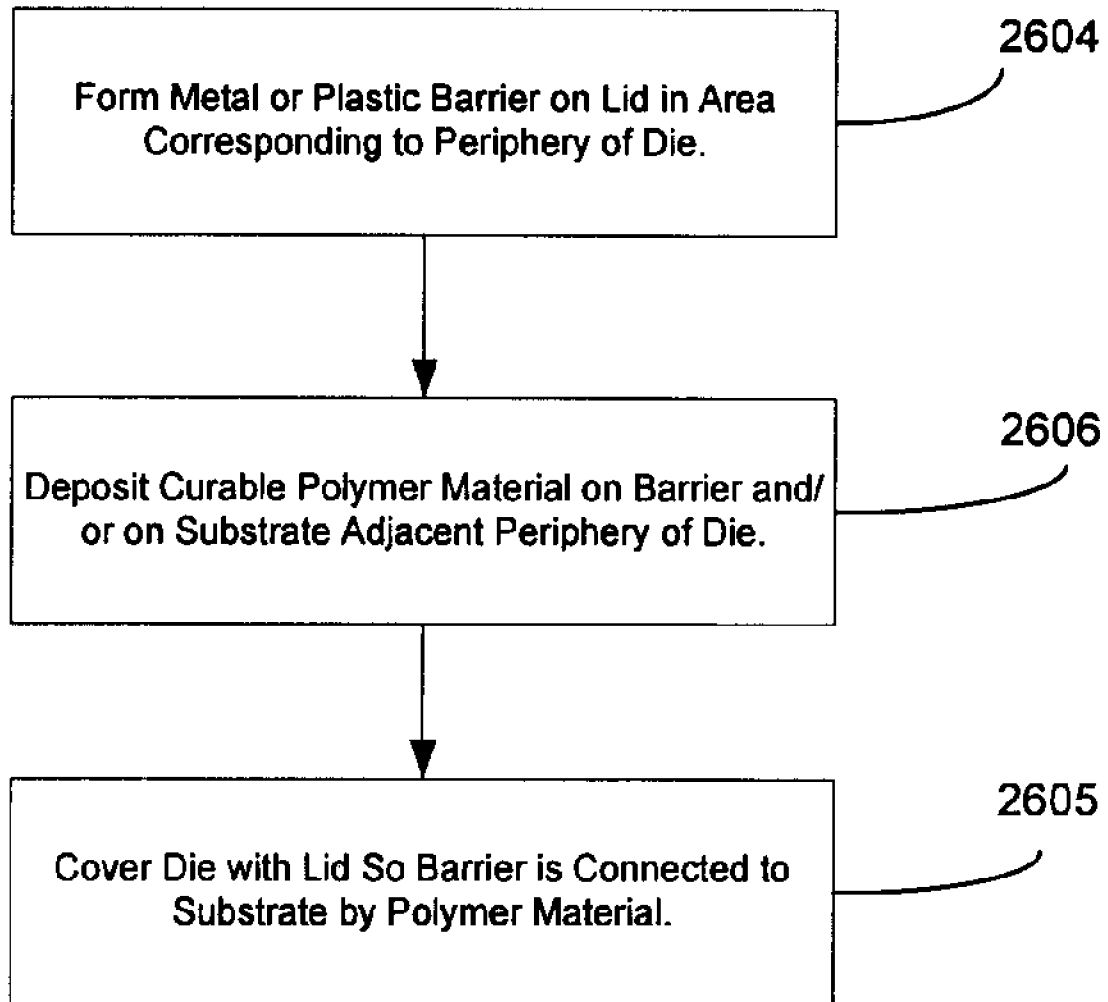 2604
Form Metal or Plastic Barrier on Lid in Area
Corresponding to Periphery of Die.
2606
Deposit Curable Polymer Material on Barrier and/
or on Substrate Adjacent Periphery of Die.
2605
Cover Die with Lid So Barrier is Connected to
Substrate by Polymer Material.